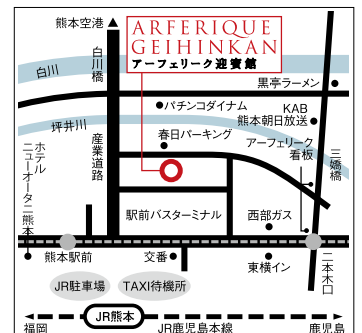 熊本空港
ARFERIQUE
GEIHINKAN
アーフェリーク迎賓館
白川橋
白川
黒亭ラーメン
パチンコダイナム
KAB
熊本朝日放送
坪井川
春日パーキング
アーフェリーク
看板
三嬌橋
産業道路
ホテル
ニューオータニ熊本
駅前バスターミナル
西部ガス
熊本駅前
交番
東横イン
二本木口
JR駐車場
TAXI待機所
JR熊本
福岡
JR鹿児島本線
鹿児島